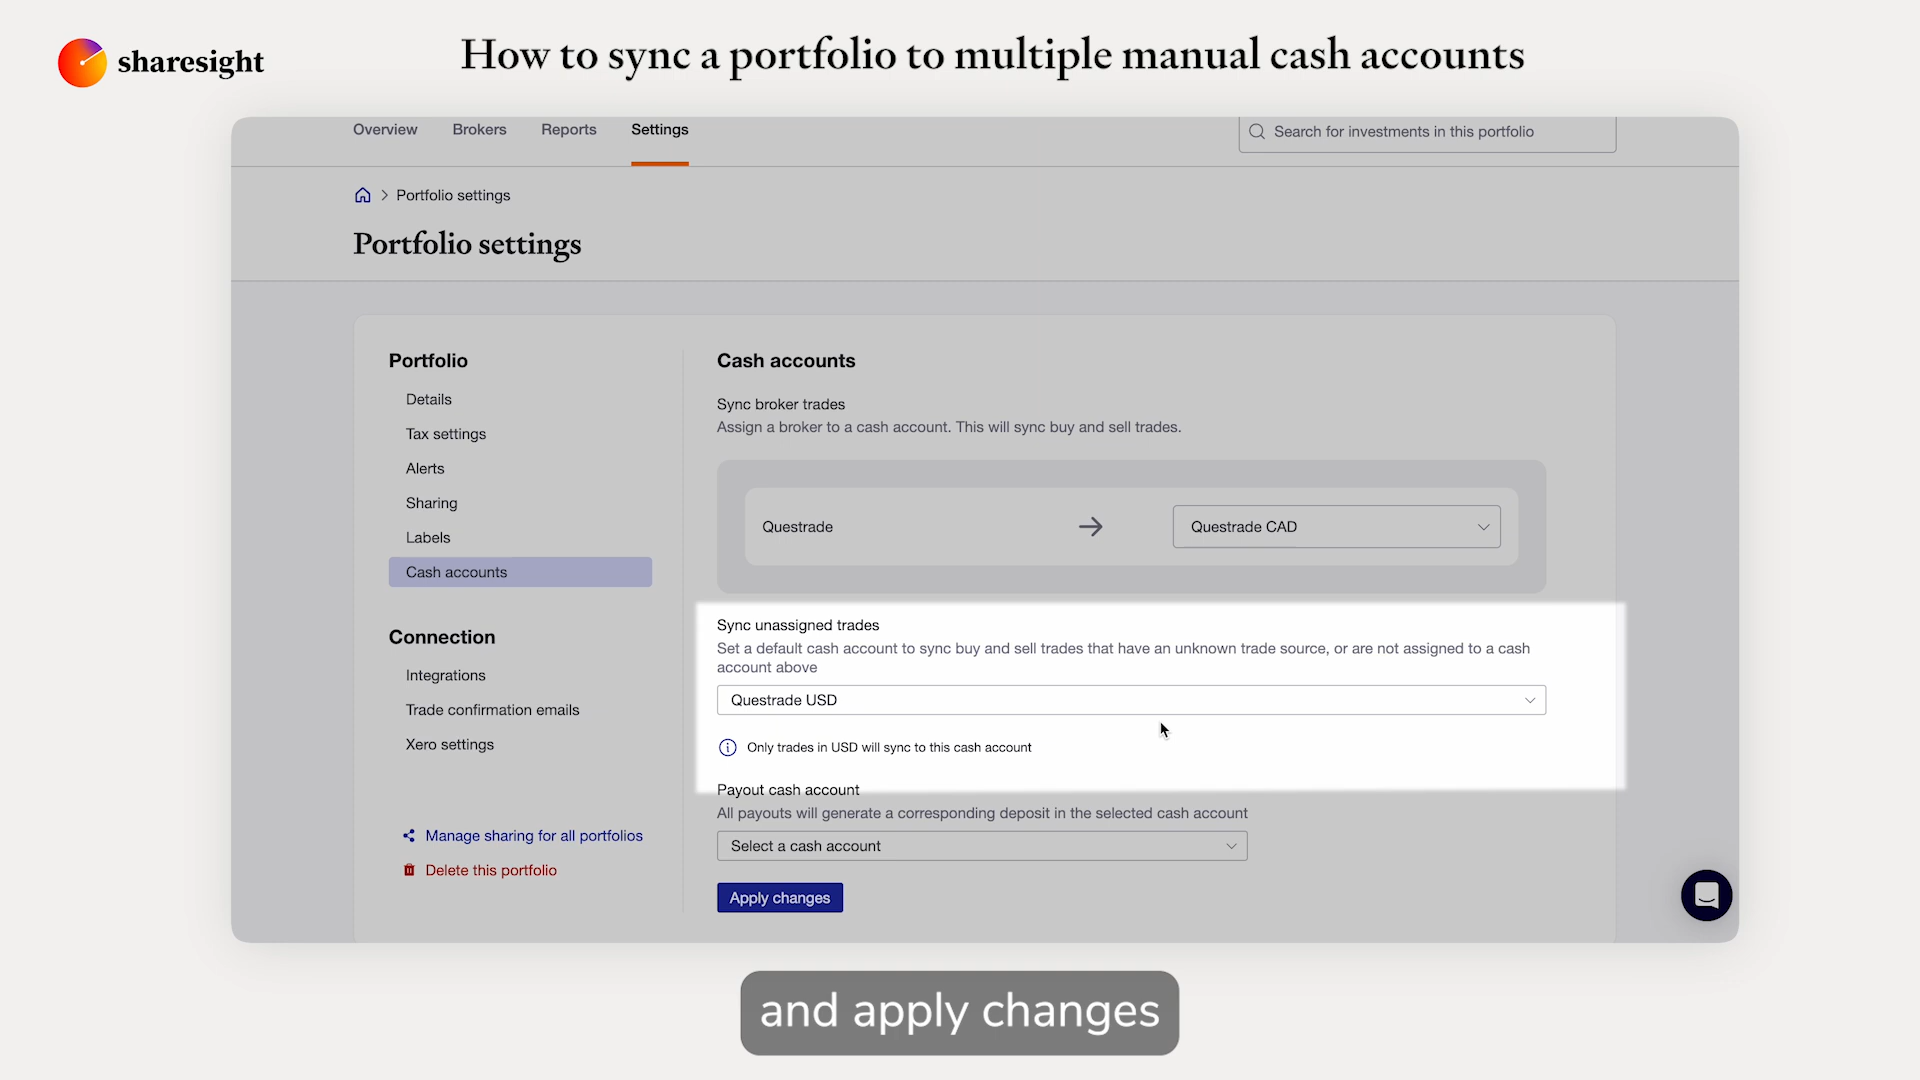 sharesight
How to sync a portfolio to multiple manual cash accounts
Overview
Brokers
Reports
Settings
Search for investments in this portfolio
Portfolio settings
Portfolio settings
Portfolio
Details
Tax settings
Alerts
Sharing
Labels
Cash accounts
Connection
Integrations
Trade confirmation emails
Xero settings
Manage sharing for all portfolios
Delete this portfolio
Cash accounts
Sync broker trades
Assign a broker to a cash account. This will sync buy and sell trades.
Questrade
Questrade CAD
Sync unassigned trades
Set a default cash account to sync buy and sell trades that have an unknown trade source, or are not assigned to a cash
account above
Questrade USD
Only trades in USD will sync to this cash account
Payout cash account
All payouts will generate a corresponding deposit in the selected cash account
Select a cash account
Apply changes
and apply changes